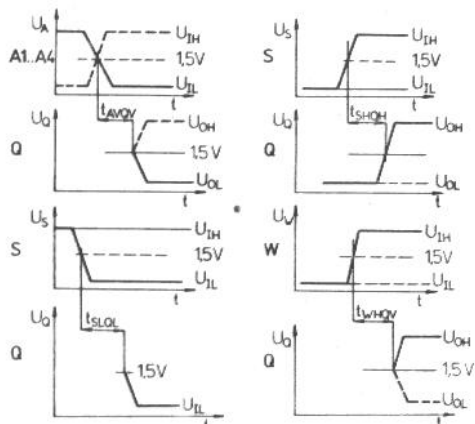 U_A U_IH
A1..A4 1,5V
U_IL
t
t_AVQV
U_Q U_OH
Q 1,5V
U_OL
t
U_S U_IH
S 1,5V
U_IL
t
t_SHQH
U_Q U_OH
Q
U_OL
t
U_S U_IH
S 1,5V
U_IL
t
t_SLQL
U_Q
Q 1,5V
U_IL
t
U_W U_IH
W 1,5V
U_IL
t
t_WHQV
U_Q U_OH
Q 1,5V
U_OL
t